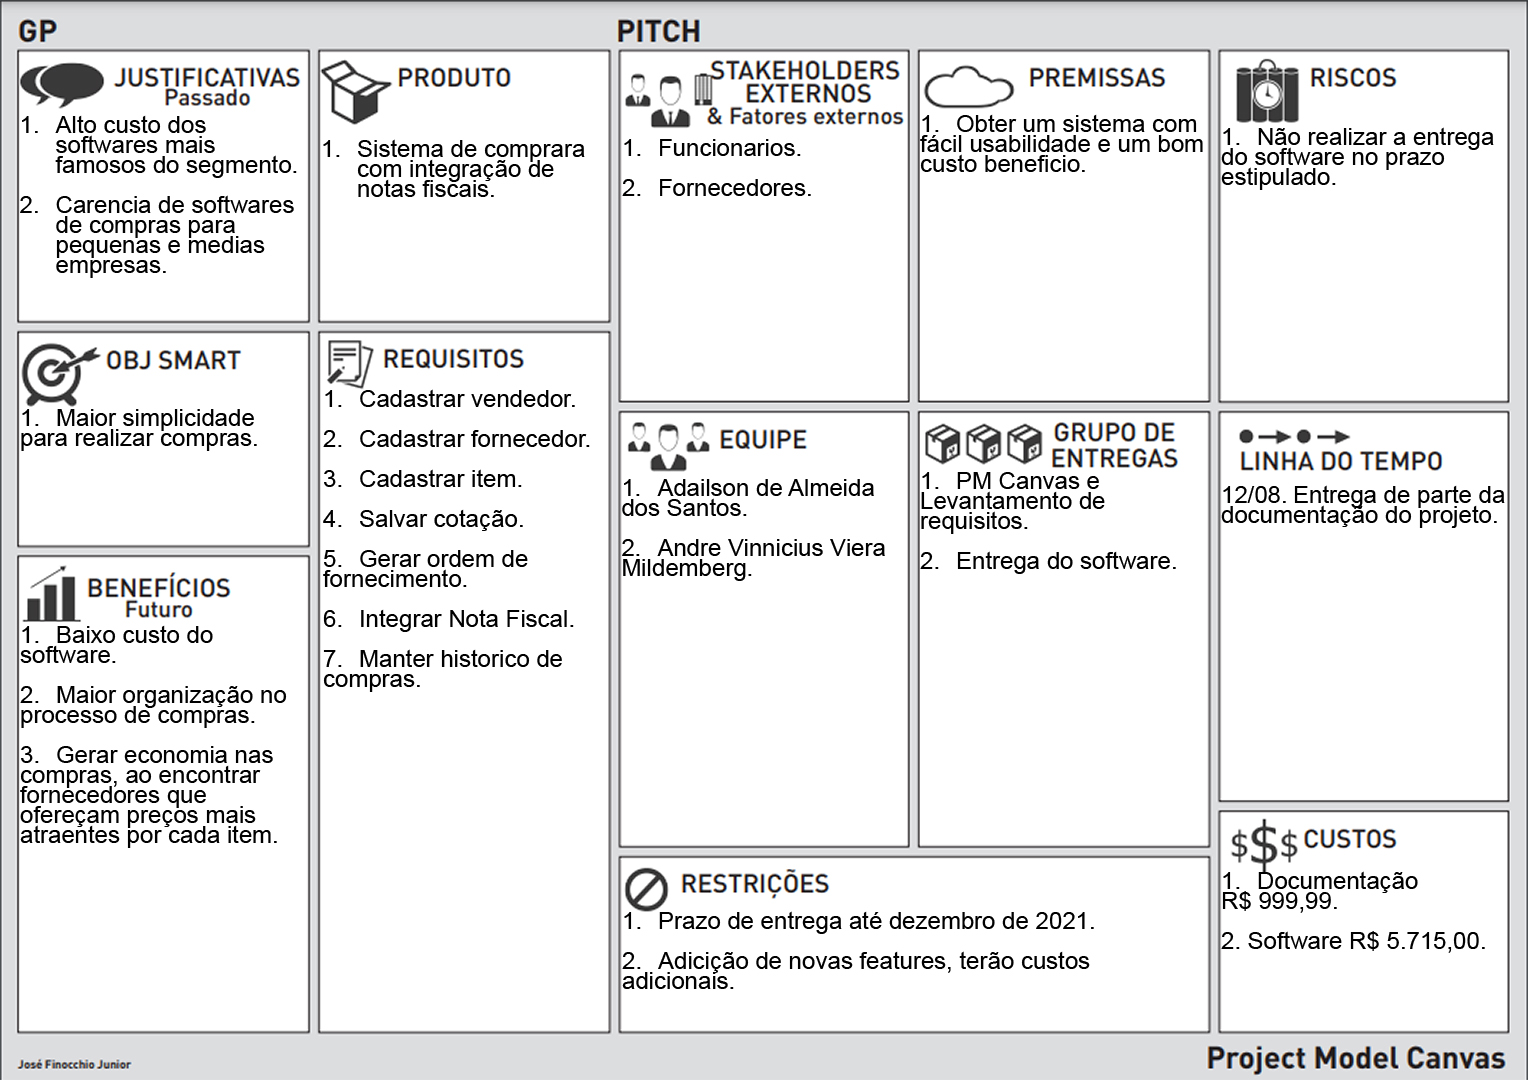 GP
PITCH
JUSTIFICATIVAS
Passado
1. Alto custo dos
softwares mais
famosos do segmento.
2. Carencia de softwares
de compras para
pequenas e medias
empresas.
PRODUTO
1. Sistema de comprara
com integração de
notas fiscais.
STAKEHOLDERS
EXTERNOS
& Fatores externos
1. Funcionarios.
2. Fornecedores.
PREMISSAS
1. Obter um sistema com
fácil usabilidade e um bom
custo beneficio.
RISCOS
1. Não realizar a entrega
do software no prazo
estipulado.
OBJ SMART
1. Maior simplicidade
para realizar compras.
REQUISITOS
1. Cadastrar vendedor.
2. Cadastrar fornecedor.
3. Cadastrar item.
4. Salvar cotação.
5. Gerar ordem de
fornecimento.
6. Integrar Nota Fiscal.
7. Manter historico de
compras.
EQUIPE
1. Adailson de Almeida
dos Santos.
2. Andre Vinnicius Viera
Mildemberg.
GRUPO DE
ENTREGAS
1. PM Canvas e
Levantamento de
requisitos.
2. Entrega do software.
LINHA DO TEMPO
12/08. Entrega de parte da
documentação do projeto.
BENEFÍCIOS
Futuro
1. Baixo custo do
software.
2. Maior organização no
processo de compras.
3. Gerar economia nas
compras, ao encontrar
fornecedores que
ofereçam preços mais
atraentes por cada item.
RESTRIÇÕES
1. Prazo de entrega até dezembro de 2021.
2. Adicição de novas features, terão custos
adicionais.
$$$ CUSTOS
1. Documentação
R$ 999,99.
2. Software R$ 5.715,00.
José Finocchio Junior
Project Model Canvas